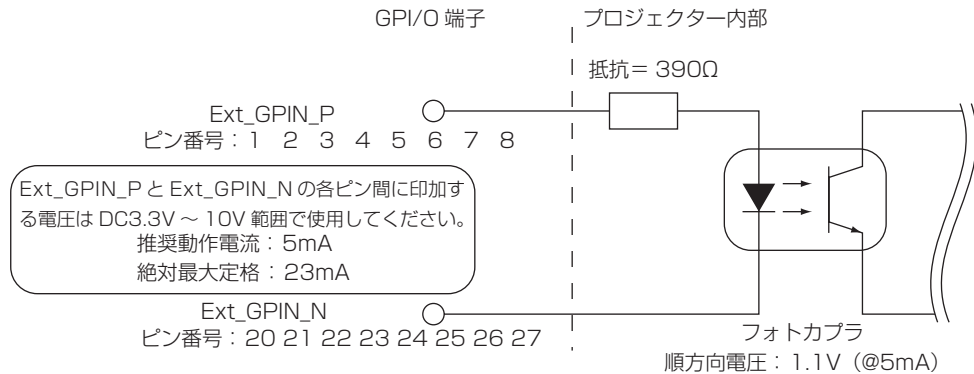 GPI/O 端子
プロジェクター内部
抵抗＝ 390Ω
Ext_GPIN_P
ピン番号：1 2 3 4 5 6 7 8
Ext_GPIN_P と Ext_GPIN_N の各ピン間に印加す
る電圧は DC3.3V ～ 10V 範囲で使用してください。
推奨動作電流：5mA
絶対最大定格：23mA
Ext_GPIN_N
ピン番号：20 21 22 23 24 25 26 27
フォトカプラ
順方向電圧：1.1V（@5mA）